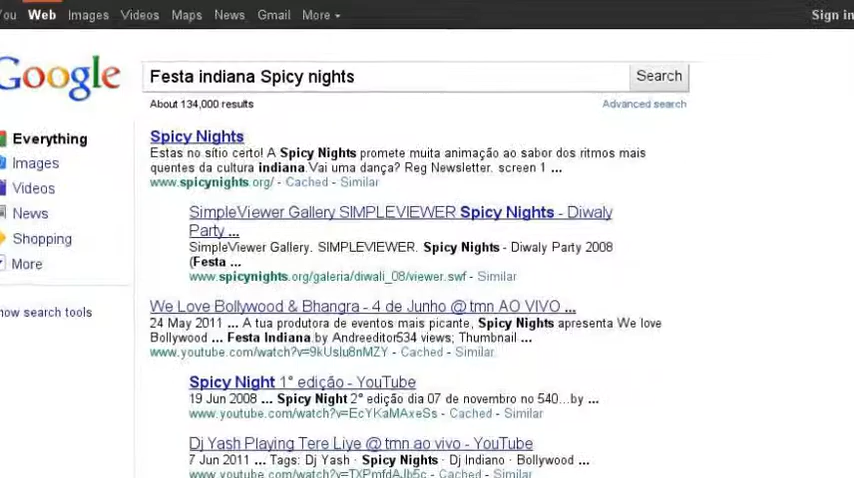 You Web Images Videos Maps News Gmail More Sign in
Google
Festa indiana Spicy nights Search
About 134,000 results Advanced search
Everything
Images
Videos
News
Shopping
More
Show search tools
Spicy Nights
Estas no sítio certo! A Spicy Nights promete muita animação ao sabor dos ritmos mais
quentes da cultura indiana.Vai uma dança? Reg Newsletter. screen 1 ...
www.spicynights.org/ - Cached - Similar
SimpleViewer Gallery SIMPLEVIEWER Spicy Nights - Diwaly
Party ...
SimpleViewer Gallery. SIMPLEVIEWER. Spicy Nights - Diwaly Party 2008
(Festa ...
www.spicynights.org/galeria/diwali_08/viewer.swf - Similar
We Love Bollywood & Bhangra - 4 de Junho @ tmn AO VIVO ...
24 May 2011 ... A tua produtora de eventos mais picante, Spicy Nights apresenta We love
Bollywood ... Festa Indiana.by Andreeditor534 views; Thumbnail ...
www.youtube.com/watch?v=9kUslu8nMZY - Cached - Similar
Spicy Night 1° edição - YouTube
19 Jun 2008 ... Spicy Night 2° edição dia 07 de novembro no 540...by ...
www.youtube.com/watch?v=EcYKaMAxeSs - Cached - Similar
Dj Yash Playing Tere Liye @ tmn ao vivo - YouTube
7 Jun 2011 ... Tags: Dj Yash · Spicy Nights · Dj Indiano · Bollywood ...
www.youtube.com/watch?v=TXPmfdAJb5c - Cached - Similar